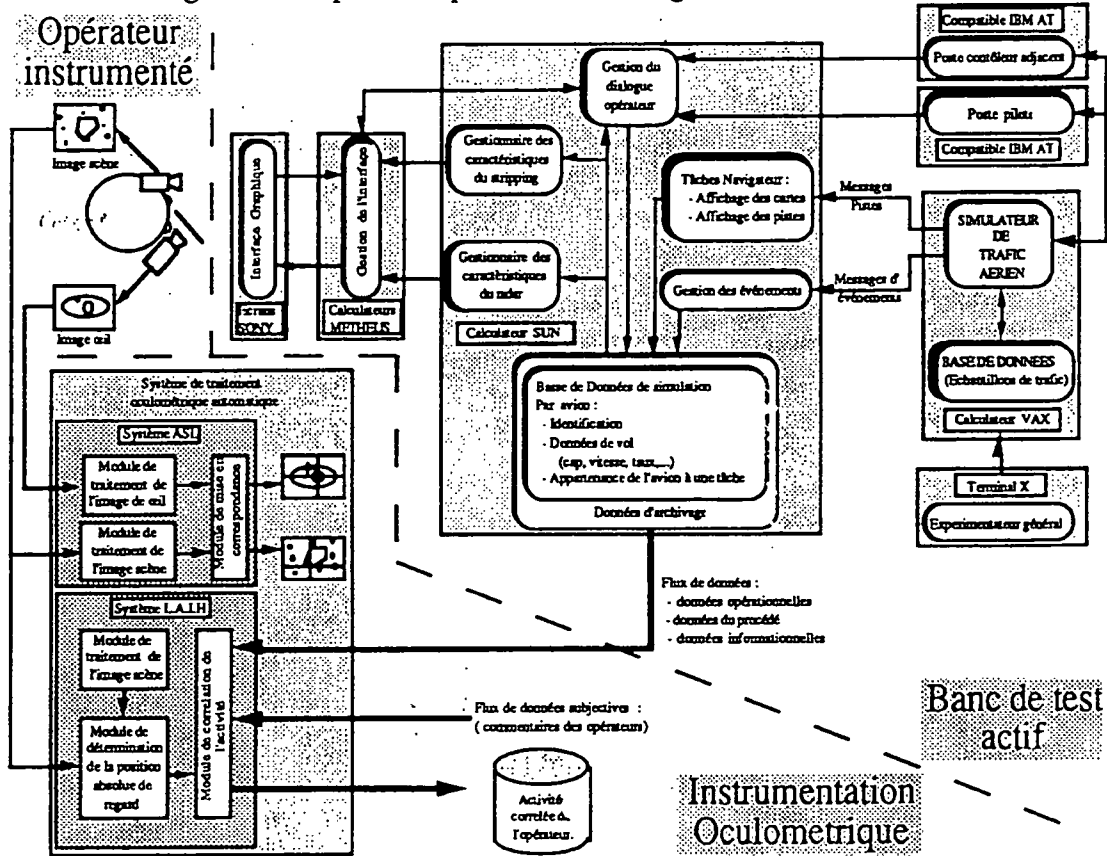 Opérateur
instrumenté
Image scène
Image œil
Interface Graphique
Ecrans
SONY
Gestion de l'interface
Calculateurs
METHEUS
Gestion du
dialogue
opérateur
Gestionnaire des
caractéristiques
du stripping
Gestionnaire des
caractéristiques
du radar
Calculateur SUN
Tâches Navigateur :
- Affichage des cartes
- Affichage des pistes
Gestion des événements
Messages
Pistes
Messages d'
événements
Compatible IBM AT
Poste contrôleur adjacent
Poste pilote
Compatible IBM AT
SIMULATEUR
DE
TRAFIC
AERIEN
BASE DE DONNEES
(Echantillons de trafic)
Calculateur VAX
Terminal X
Expérimentateur général
Basse de Données de simulation
Par avion :
- Identification
- Données de vol
(cap, vitesse, taux,...)
- Appartenance de l'avion à une tâche
Données d'archivage
Système de traitement
oculométrique automatique
Système ASL
Module de
traitement de
l'image de œil
Module de
traitement de
l'image scène
Module de mise en
correspondance
Système L.A.I.H
Module de
traitement de
l'image scène
Module de
détermination
de la position
absolue de
regard
Module de correlation de
l'activité
Flux de données :
- données opérationnelles
- données du procédé
- données informationnelles
Flux de données subjectives :
( commentaires des opérateurs)
Activité
correlée de
l'opérateur.
Banc de test
actif
Instrumentation
Oculometrique